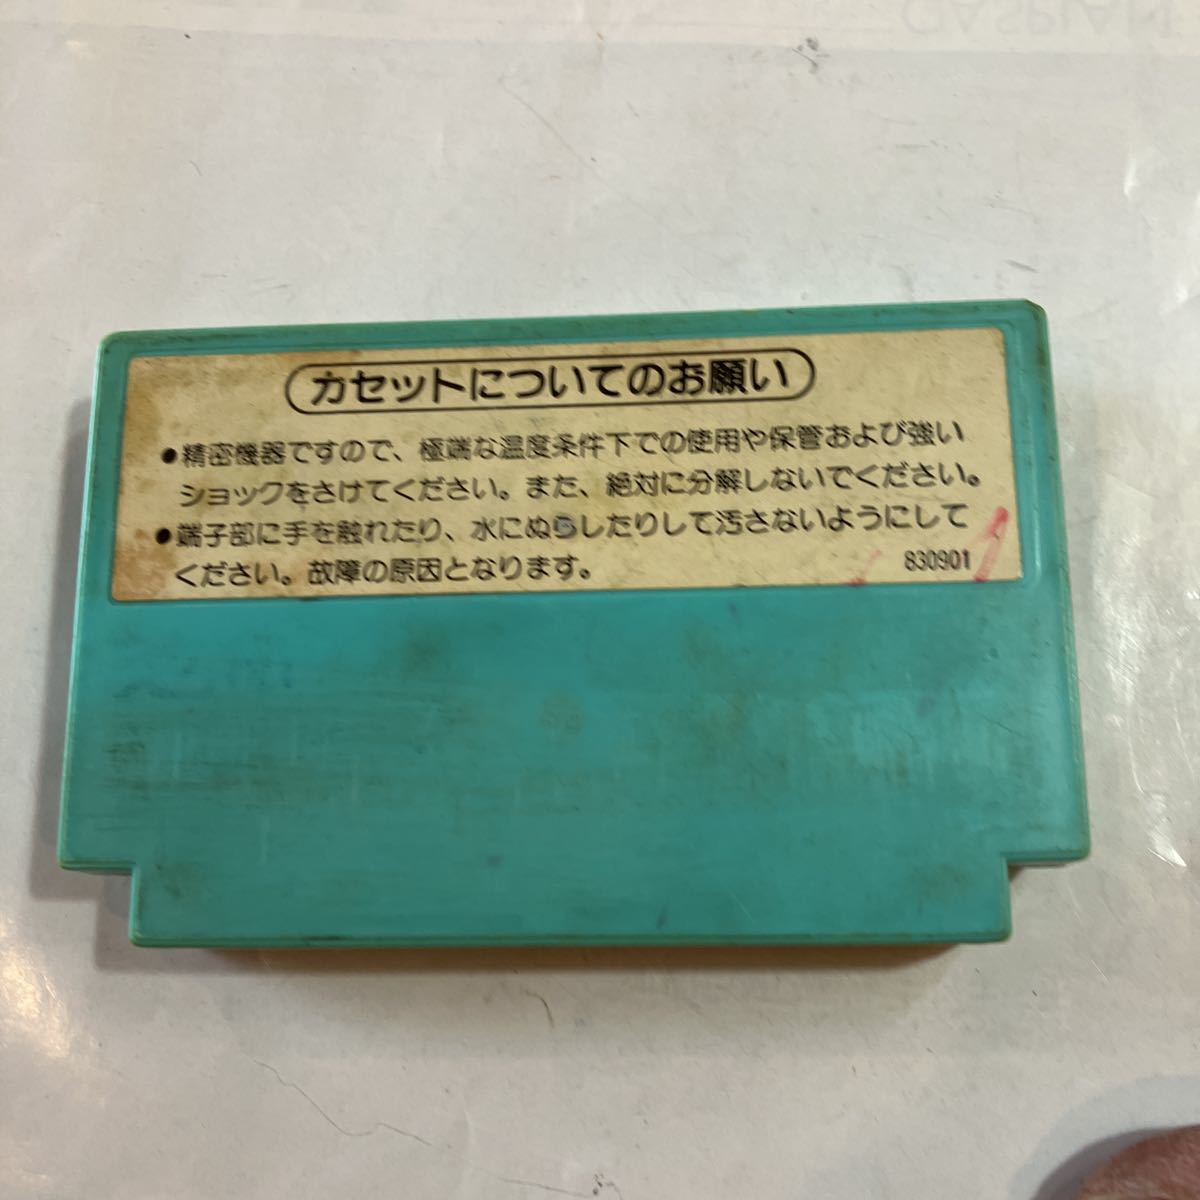 カセットについてのお願い
●精密機器ですので、極端な温度条件下での使用や保管および強い
ショックをさけてください。また、絶対に分解しないでください。
●端子部に手を触れたり、水にぬらしたりして汚さないようにして
ください。故障の原因となります。
830901